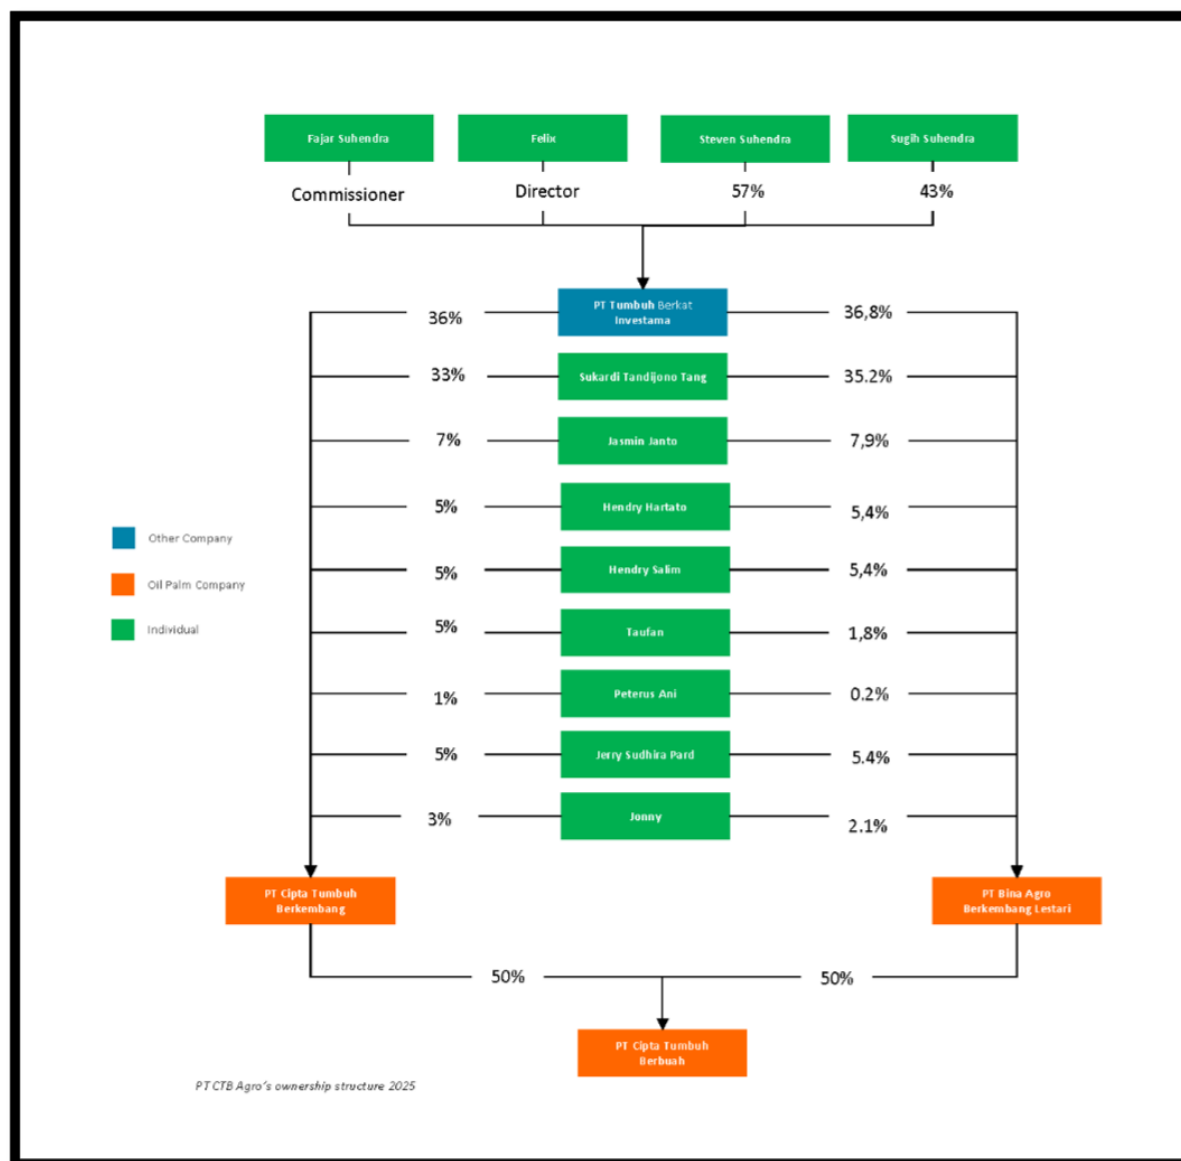 Fajar Suhendra
Felix
Steven Suhendra
Sugih Suhendra
Commissioner
Director
57%
43%
36%
PT Tumbuh Berkat
Investama
36,8%
33%
Sukardi Tandijono Tang
35.2%
7%
Jasmin Janto
7,9%
5%
Hendry Hartato
5,4%
Other Company
5%
Hendry Salim
5,4%
Oil Palm Company
5%
Taufan
1,8%
Individual
1%
Peterus Ani
0.2%
5%
Jerry Sudhira Pard
5.4%
3%
Jonny
2.1%
PT Cipta Tumbuh
Berkembang
PT Bina Agro
Berkembang Lestari
50%
50%
PT Cipta Tumbuh
Berbuah
PT CTB Agro's ownership structure 2025